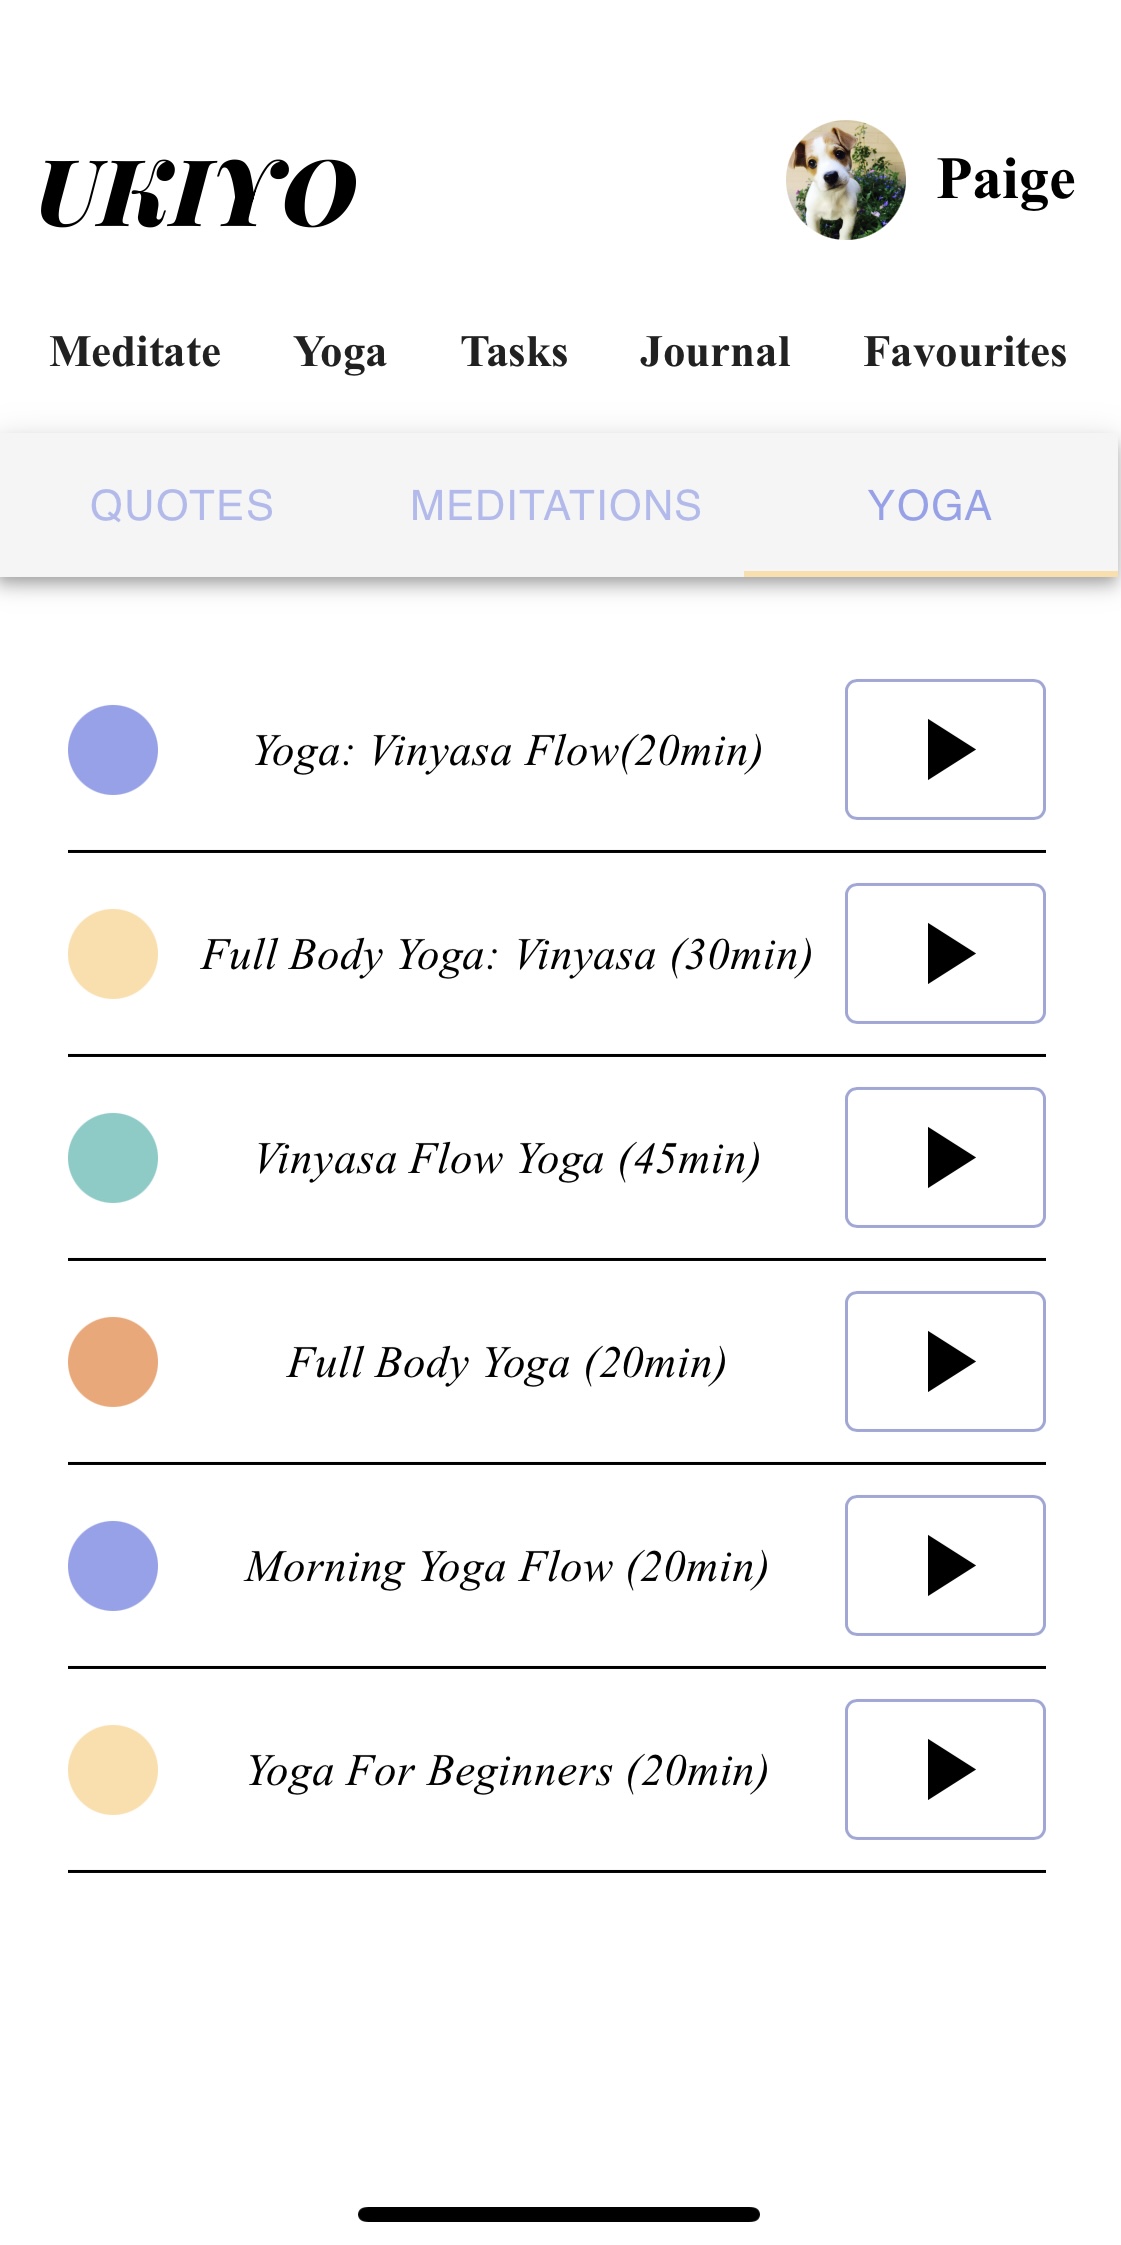 UKIYO
Paige
Meditate Yoga Tasks Journal Favourites
QUOTES MEDITATIONS YOGA
Yoga: Vinyasa Flow(20min)
Full Body Yoga: Vinyasa (30min)
Vinyasa Flow Yoga (45min)
Full Body Yoga (20min)
Morning Yoga Flow (20min)
Yoga For Beginners (20min)